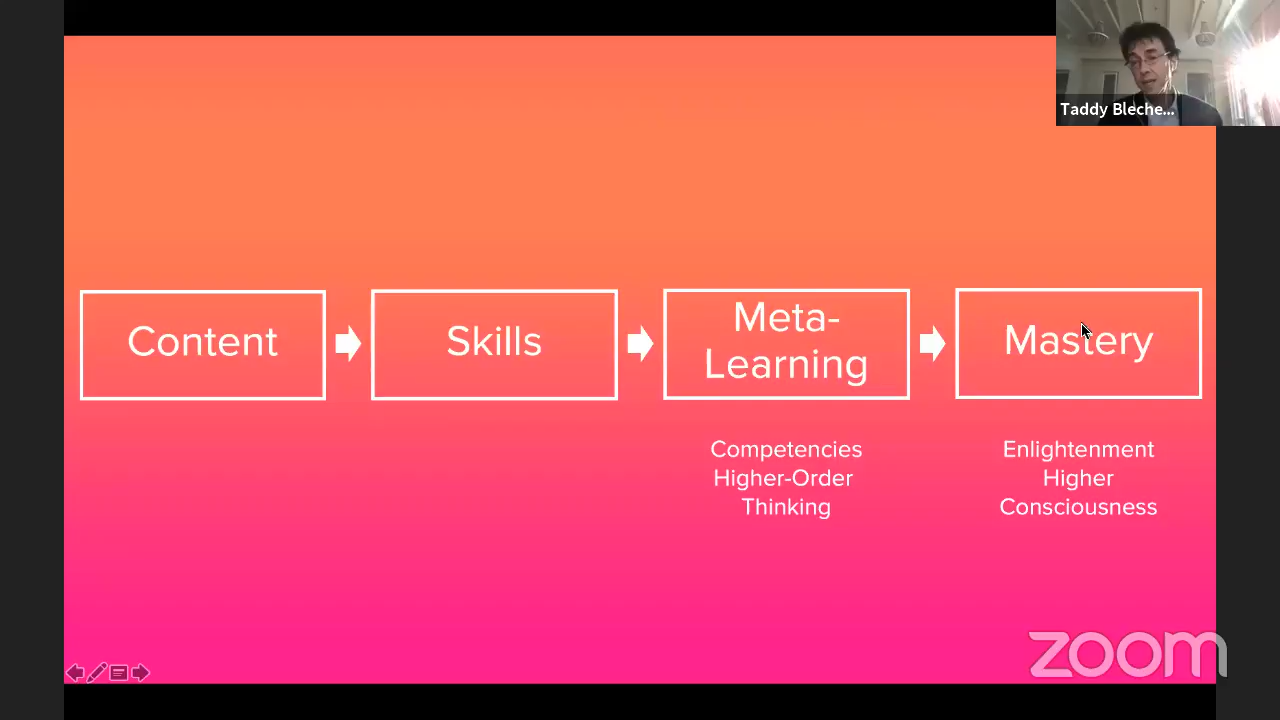 Taddy Bleche...
Content
Skills
Meta-
Learning
Mastery
Competencies
Higher-Order
Thinking
Enlightenment
Higher
Consciousness
zoom